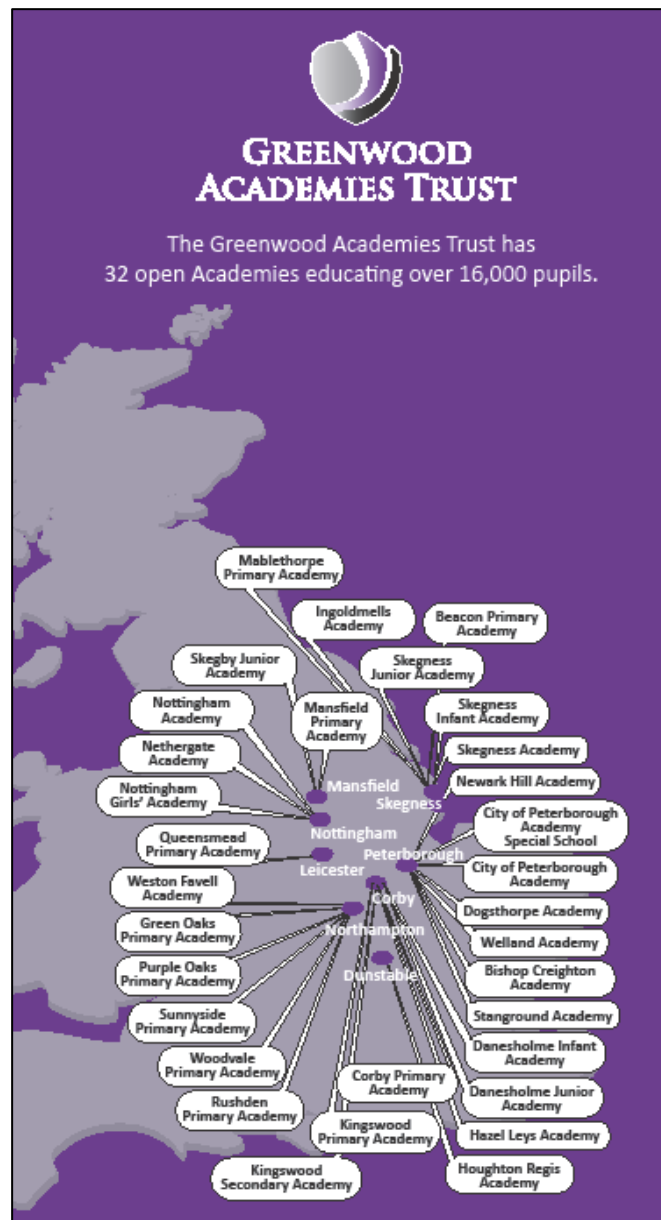 GREENWOOD
ACADEMIES TRUST
The Greenwood Academies Trust has
32 open Academies educating over 16,000 pupils.
Mablethorpe
Primary Academy
Ingoldmells
Academy
Beacon Primary
Academy
Skegby Junior
Academy
Skegness
Junior Academy
Nottingham
Academy
Mansfield
Primary
Academy
Skegness
Infant Academy
Nethergate
Academy
Skegness Academy
Nottingham
Girls' Academy
Mansfield
Skegness
Newark Hill Academy
Nottingham
City of Peterborough
Academy
Special School
Queensmead
Primary Academy
Leicester
Peterborough
City of Peterborough
Academy
Weston Favell
Academy
Corby
Dogsthorpe Academy
Green Oaks
Primary Academy
Northampton
Welland Academy
Purple Oaks
Primary Academy
Dunstable
Bishop Creighton
Academy
Sunnyside
Primary Academy
Stanground Academy
Woodvale
Primary Academy
Danesholme Infant
Academy
Rushden
Primary Academy
Corby Primary
Academy
Danesholme Junior
Academy
Kingswood
Primary Academy
Hazel Leys Academy
Kingswood
Secondary Academy
Houghton Regis
Academy